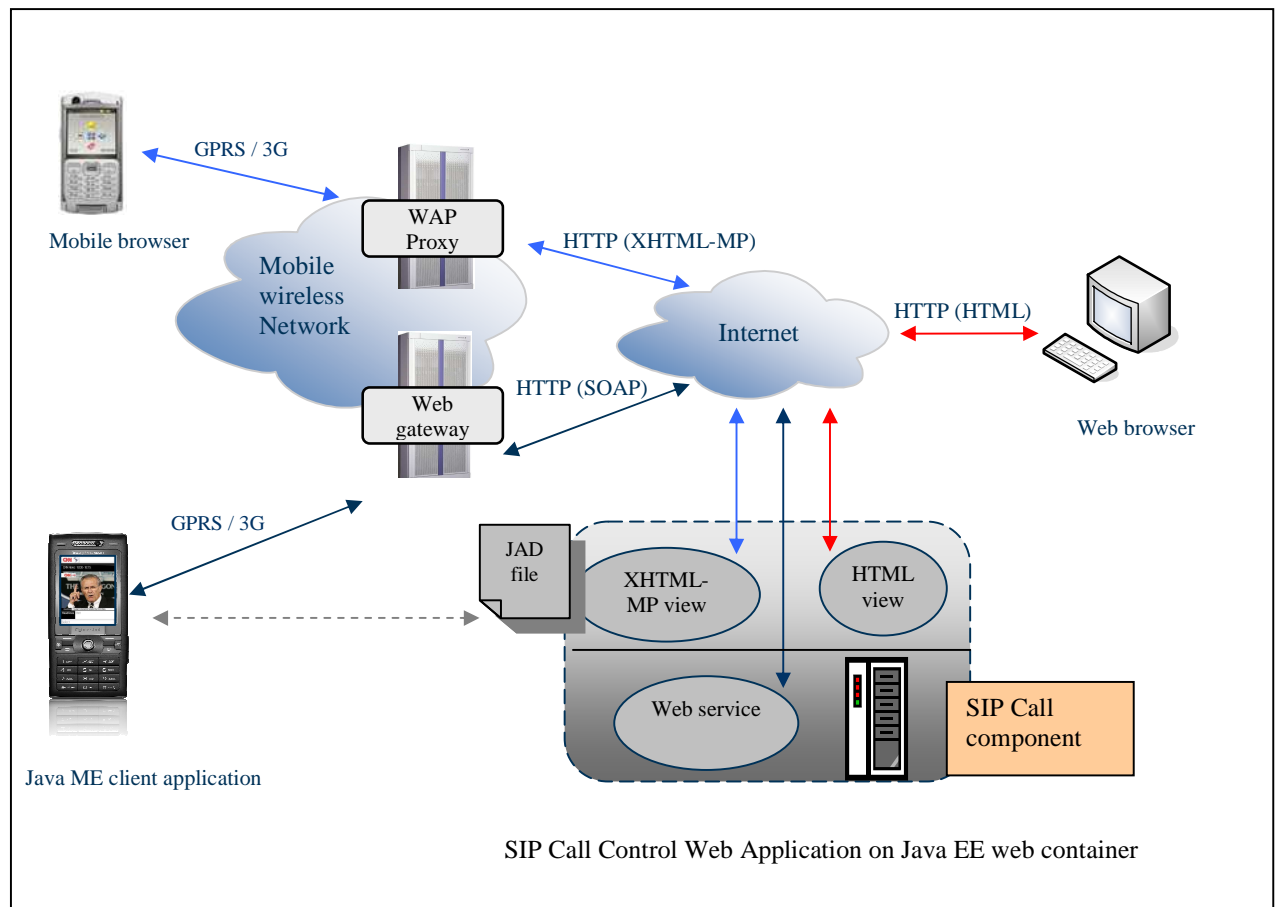 GPRS / 3G
Mobile browser
WAP
Proxy
HTTP (XHTML-MP)
Mobile
wireless
Network
Internet
HTTP (HTML)
Web browser
HTTP (SOAP)
Web
gateway
GPRS / 3G
Java ME client application
JAD
file
XHTML-
MP view
HTML
view
Web service
SIP Call
component
SIP Call Control Web Application on Java EE web container